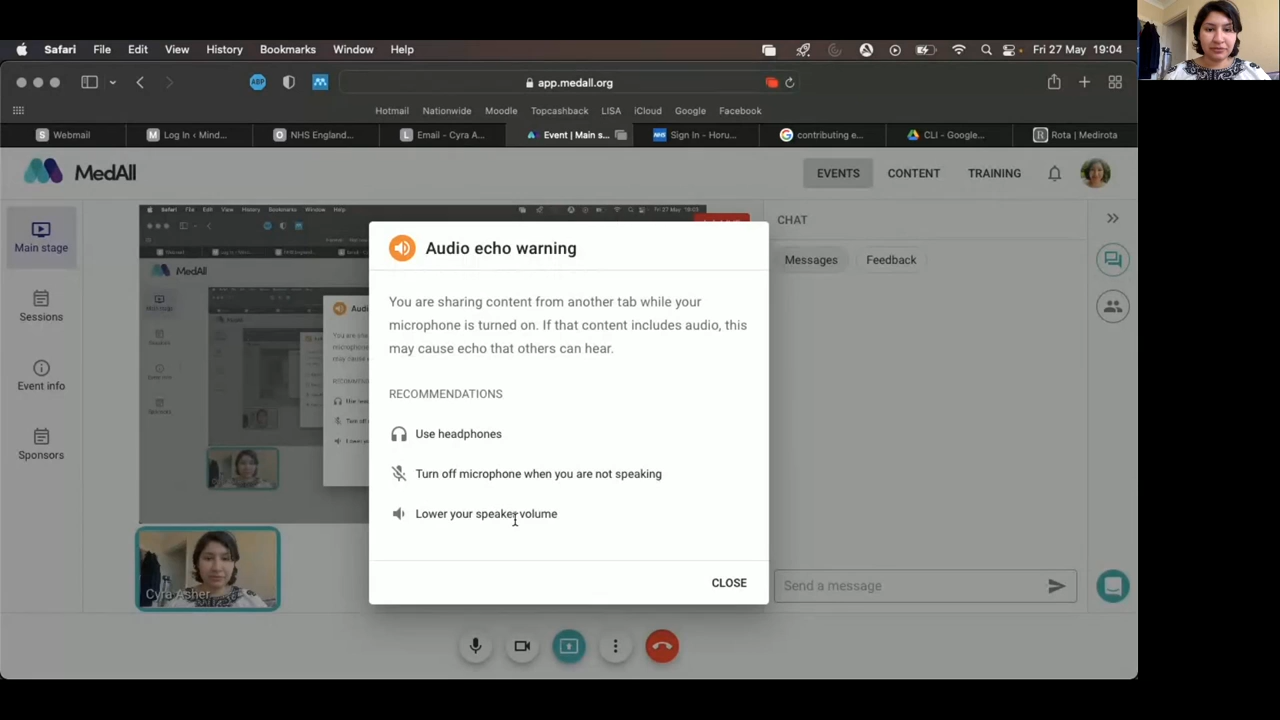 Safari File Edit View History Bookmarks Window Help Fri 27 May 19:04
ABP app.medall.org
Hotmail Nationwide Moodle Topcashback LISA iCloud Google Facebook
S Webmail M Log In ‹ Mind... O NHS England... L Email - Cyra A... Event | Main s... NHS Sign In - Horu... contributing e... CLI - Google... R Rota | Medirota
MedAll EVENTS CONTENT TRAINING
Main stage
Sessions
Event info
Sponsors
MedAll
CHAT
Messages Feedback
Audio echo warning
You are sharing content from another tab while your
microphone is turned on. If that content includes audio, this
may cause echo that others can hear.
RECOMMENDATIONS
Use headphones
Turn off microphone when you are not speaking
Lower your speaker volume
CLOSE
Cyra Asher
Send a message